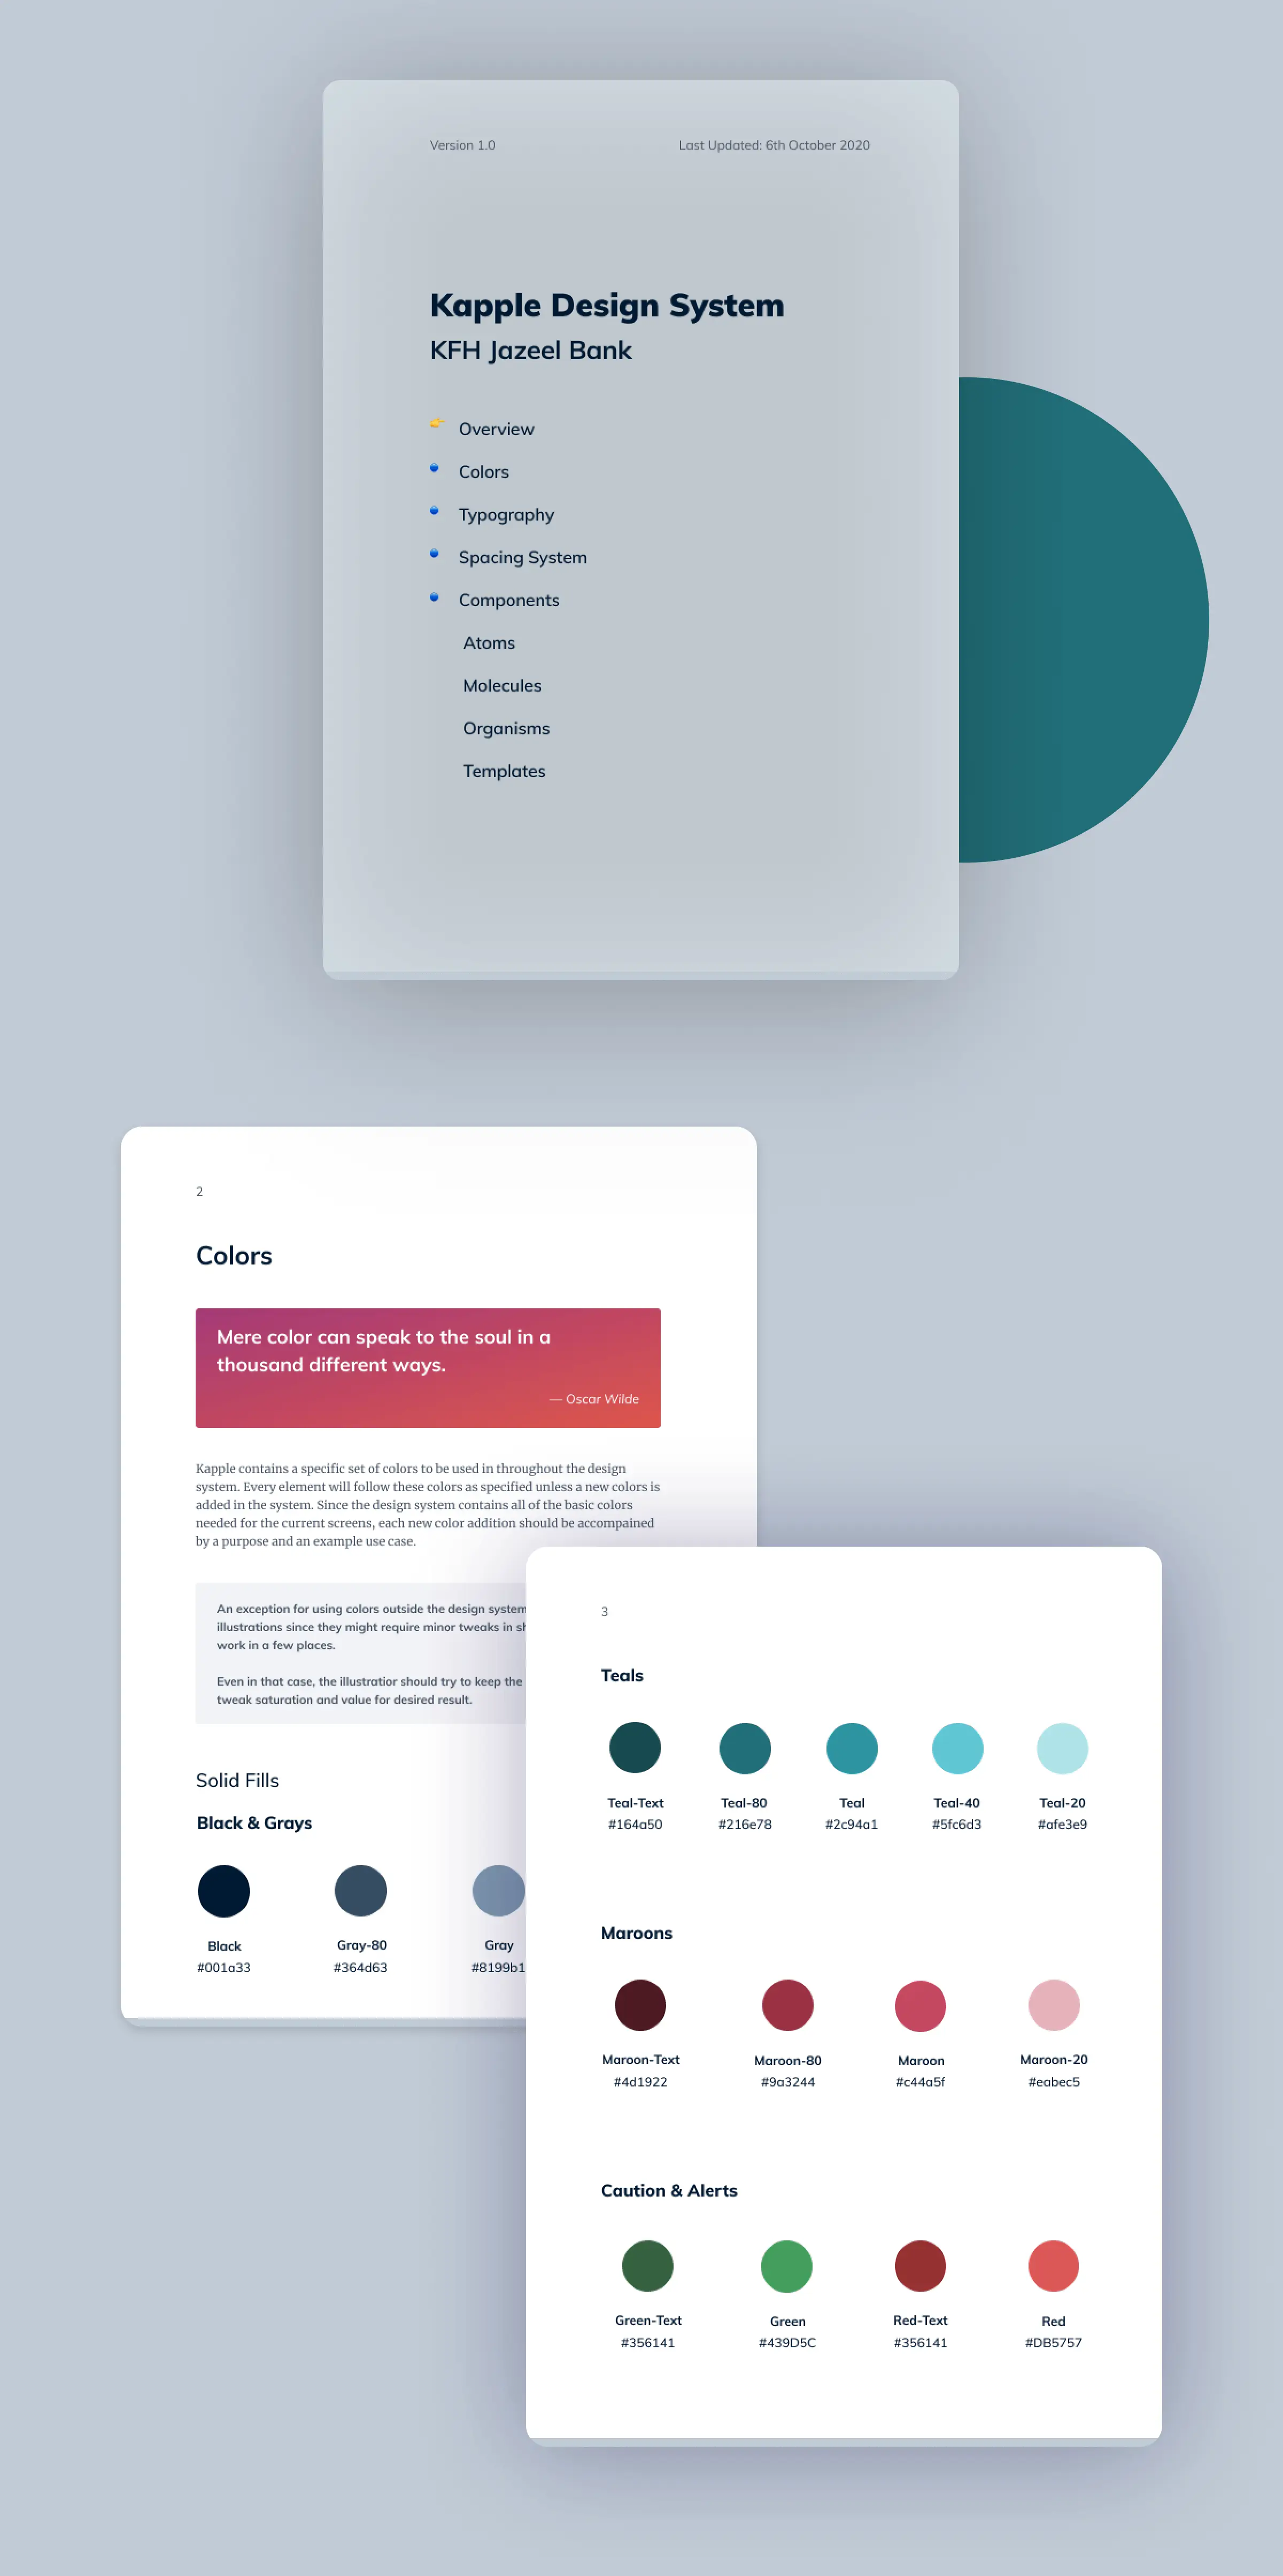 Version 1.0
Last Updated: 6th October 2020
Kapple Design System
KFH Jazeel Bank
Overview
Colors
Typography
Spacing System
Components
Atoms
Molecules
Organisms
Templates
2
Colors
Mere color can speak to the soul in a
thousand different ways.
— Oscar Wilde
Kapple contains a specific set of colors to be used in throughout the design
system. Every element will follow these colors as specified unless a new colors is
added in the system. Since the design system contains all of the basic colors
needed for the current screens, each new color addition should be accompained
by a purpose and an example use case.
An exception for using colors outside the design system
illustrations since they might require minor tweaks in
work in a few places.
Even in that case, the illustratior should try to keep the
tweak saturation and value for desired result.
Solid Fills
Black & Grays
Black
Gray-80
Gray
#001a33
#364d63
#8199b1
3
Teals
Teal-Text
Teal-80
Teal
Teal-40
Teal-20
#164a50
#216e78
#2c94a1
#5fc6d3
#afe3e9
Maroons
Maroon-Text
Maroon-80
Maroon
Maroon-20
#4d1922
#9a3244
#c44a5f
#eabec5
Caution & Alerts
Green-Text
Green
Red-Text
Red
#356141
#439D5C
#356141
#DB5757